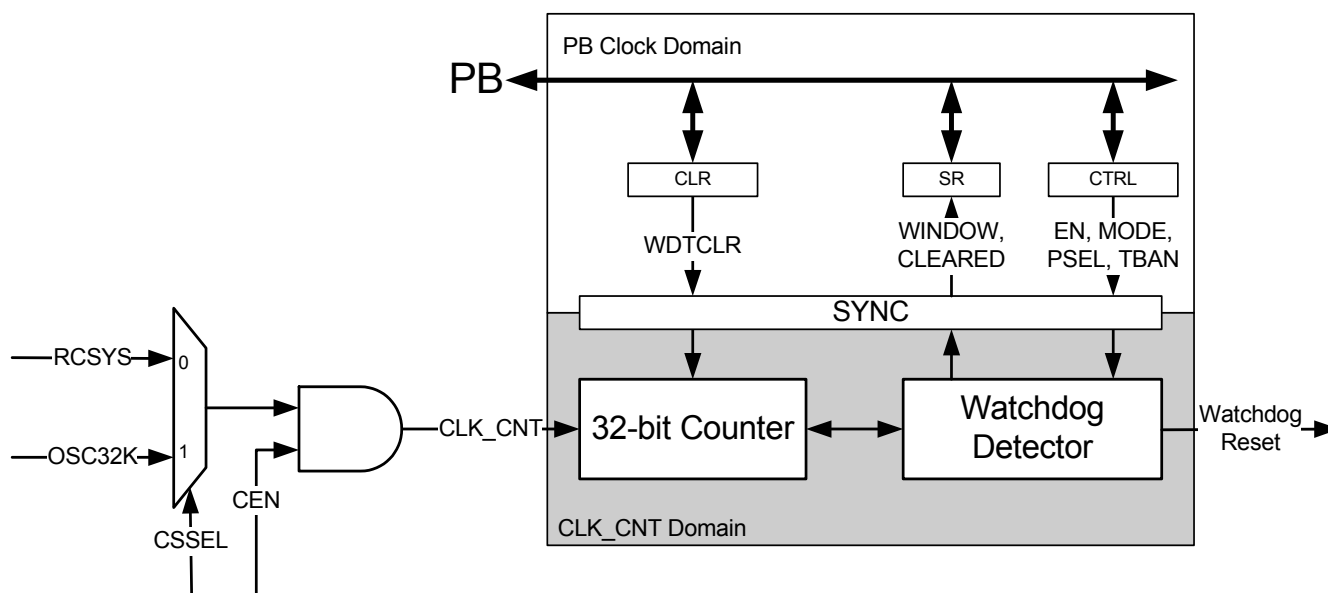 PB Clock Domain
PB
CLR
SR
CTRL
WDTCLR
WINDOW,
CLEARED
EN, MODE,
PSEL, TBAN
SYNC
RCSYS
0
OSC32K
1
CLK_CNT
32-bit Counter
Watchdog
Detector
Watchdog
Reset
CEN
CSSEL
CLK_CNT Domain